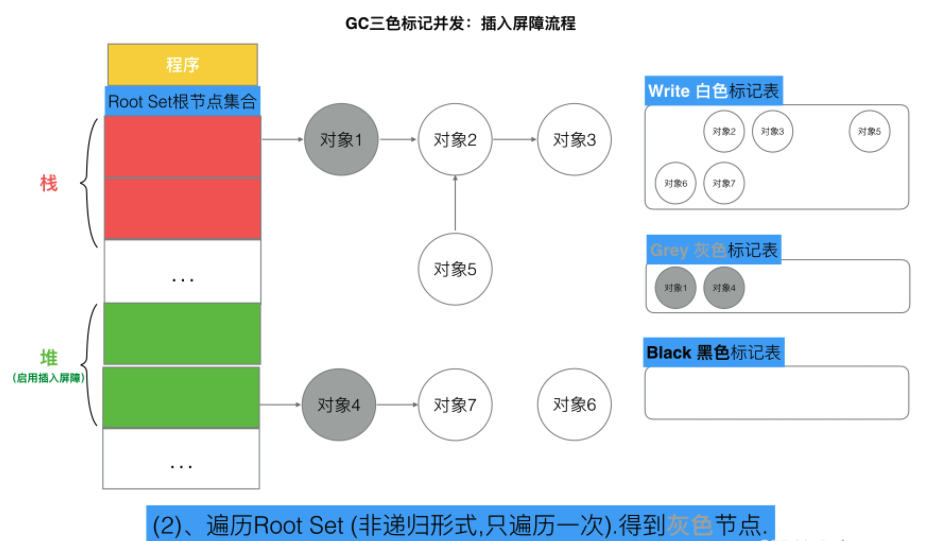 GC三色标记并发：插入屏障流程
程序
Root Set根节点集合
栈
...
堆
(启用插入屏障)
...
对象1
对象2
对象3
对象5
对象4
对象7
对象6
Write 白色标记表
对象2
对象3
对象5
对象6
对象7
Grey 灰色标记表
对象1
对象4
Black 黑色标记表
(2)、遍历Root Set (非递归形式,只遍历一次).得到灰色节点.